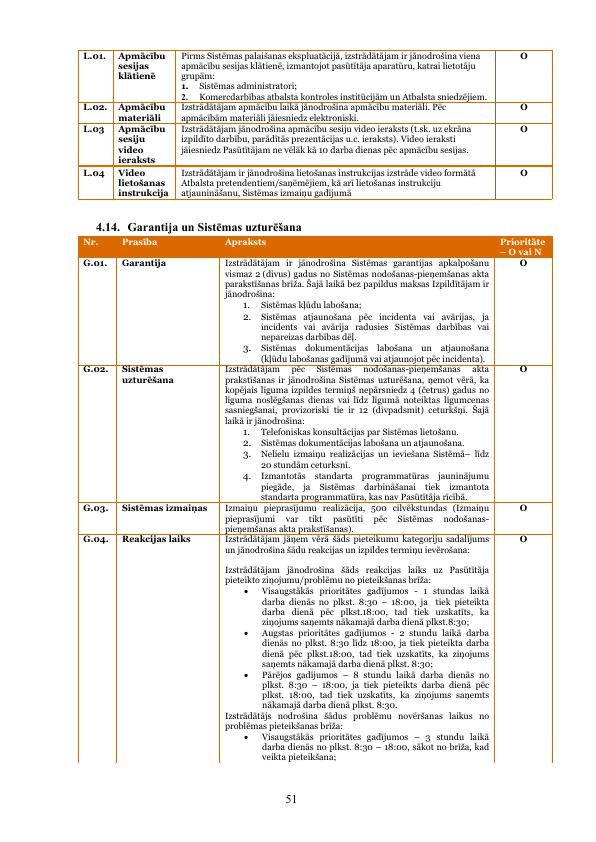 L.01. Apmācību sesijas klātienē Pirms Sistēmas palaišanas ekspluatācijā, izstrādātājam ir jānodrošina viena O
apmācību sesijas klātienē, izmantojot pasūtītāja aparatūru, katrai lietotāju
grupām:
1. Sistēmas administratori;
2. Komercdarbības atbalsta kontroles institūcijām un Atbalsta sniedzējiem.
L.02. Apmācību materiāli Izstrādātājam apmācību laikā jānodrošina apmācību materiāli. Pēc O
apmācībām materiāli jāiesniedz elektroniski.
L.03 Apmācību sesiju video ieraksts Izstrādātājam jānodrošina apmācību sesiju video ieraksts (t.sk. uz ekrāna O
izpildīto darbību, parādītās prezentācijas u.c. ieraksts). Video ieraksti
jāiesniedz Pasūtītājam ne vēlāk kā 10 darba dienas pēc apmācību sesijas.
L.04 Video lietošanas instrukcija Izstrādātājam ir jānodrošina lietošanas instrukcijas izstrāde video formātā O
Atbalsta pretendentiem/saņēmējiem, kā arī lietošanas instrukciju
atjaunināšanu, Sistēmas izmaiņu gadījumā
4.14. Garantija un Sistēmas uzturēšana
Nr. Prasība Apraksts Prioritāte – O vai N
G.01. Garantija Izstrādātājam ir jānodrošina Sistēmas garantijas apkalpošanu O
vismaz 2 (divus) gadus no Sistēmas nodošanas-pieņemšanas akta
parakstīšanas brīža. Šajā laikā bez papildus maksas Izpildītājam ir
jānodrošina:
1. Sistēmas kļūdu labošana;
2. Sistēmas atjaunošana pēc incidenta vai avārijas, ja
incidents vai avārija radusies Sistēmas darbības vai
nepareizas darbības dēļ.
3. Sistēmas dokumentācijas labošana un atjaunošana
(kļūdu labošanas gadījumā vai atjaunojot pēc incidenta).
G.02. Sistēmas uzturēšana Izstrādātājam pēc Sistēmas nodošanas-pieņemšanas akta O
prakstīšanas ir jānodrošina Sistēmas uzturēšana, ņemot vērā, ka
kopējais līguma izpildes termiņš nepārsniedz 4 (četrus) gadus no
līguma noslēgšanas dienas vai līdz līgumā noteiktas līgumcenas
sasniegšanai, provizoriski tie ir 12 (divpadsmit) ceturkšņi. Šajā
laikā ir jānodrošina:
1. Telefoniskas konsultācijas par Sistēmas lietošanu.
2. Sistēmas dokumentācijas labošana un atjaunošana.
3. Nelielu izmaiņu realizācijas un ieviešana Sistēmā– līdz
20 stundām ceturksnī.
4. Izmantotās standarta programmatūras jauninājumu
piegāde, ja Sistēmas darbināšanai tiek izmantota
standarta programmatūra, kas nav Pasūtītāja rīcībā.
G.03. Sistēmas izmaiņas Izmaiņu pieprasījumu realizācija, 500 cilvēkstundas (Izmaiņu O
pieprasījumi var tikt pasūtīti pēc Sistēmas nodošanas-
pieņemšanas akta prakstīšanas).
G.04. Reakcijas laiks Izstrādātājam jāņem vērā šāds pieteikumu kategoriju sadalījums O
un jānodrošina šādu reakcijas un izpildes termiņu ievērošana:
Izstrādātājam jānodrošina šāds reakcijas laiks uz Pasūtītāja
pieteikto ziņojumu/problēmu no pieteikšanas brīža:
• Visaugstākās prioritātes gadījumos - 1 stundas laikā
darba dienās no plkst. 8:30 – 18:00, ja tiek pieteikta
darba dienā pēc plkst.18:00, tad tiek uzskatīts, ka
ziņojums saņemts nākamajā darba dienā plkst.8:30;
• Augstas prioritātes gadījumos - 2 stundu laikā darba
dienās no plkst. 8:30 līdz 18:00, ja tiek pieteikta darba
dienā pēc plkst.18:00, tad tiek uzskatīts, ka ziņojums
saņemts nākamajā darba dienā plkst. 8:30;
• Pārējos gadījumos – 8 stundu laikā darba dienās no
plkst. 8:30 – 18:00, ja tiek pieteikts darba dienā pēc
plkst. 18:00, tad tiek uzskatīts, ka ziņojums saņemts
nākamajā darba dienā plkst. 8:30.
Izstrādātājs nodrošina šādus problēmu novēršanas laikus no
problēmas pieteikšanas brīža:
• Visaugstākās prioritātes gadījumos – 3 stundu laikā
darba dienās no plkst. 8:30 – 18:00, sākot no brīža, kad
veikta pieteikšana;
51